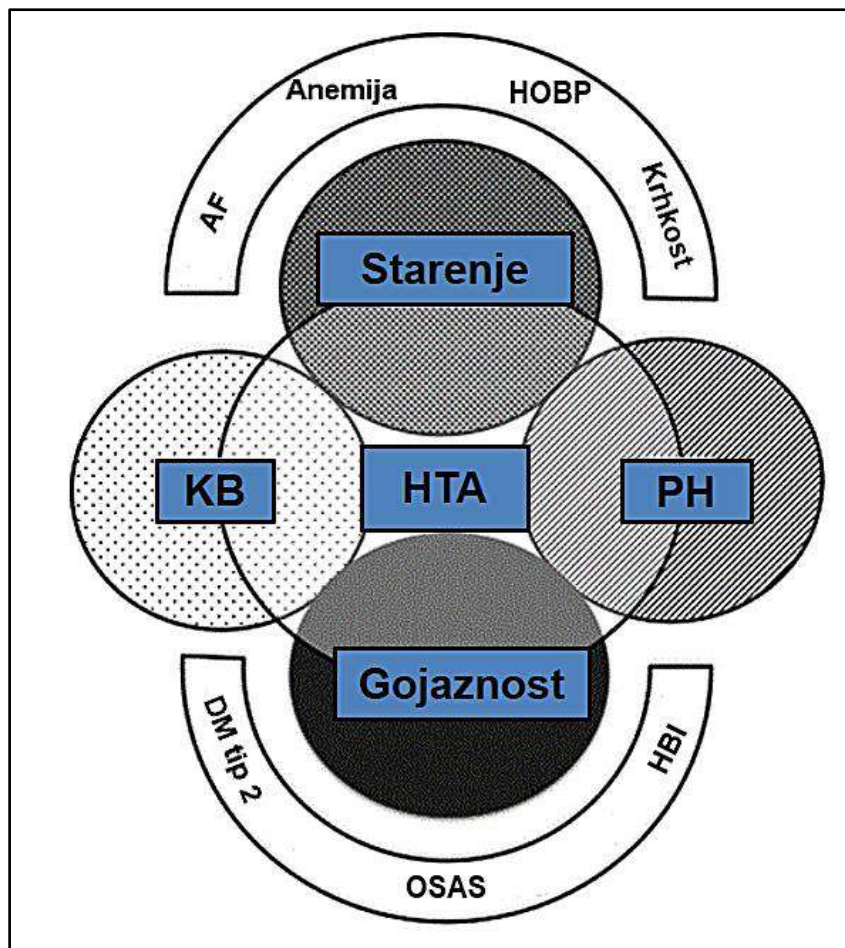 Anemija
HOBP
AF
Krhkost
Starenje
KB
HTA
PH
Gojaznost
DM tip 2
HBI
OSAS